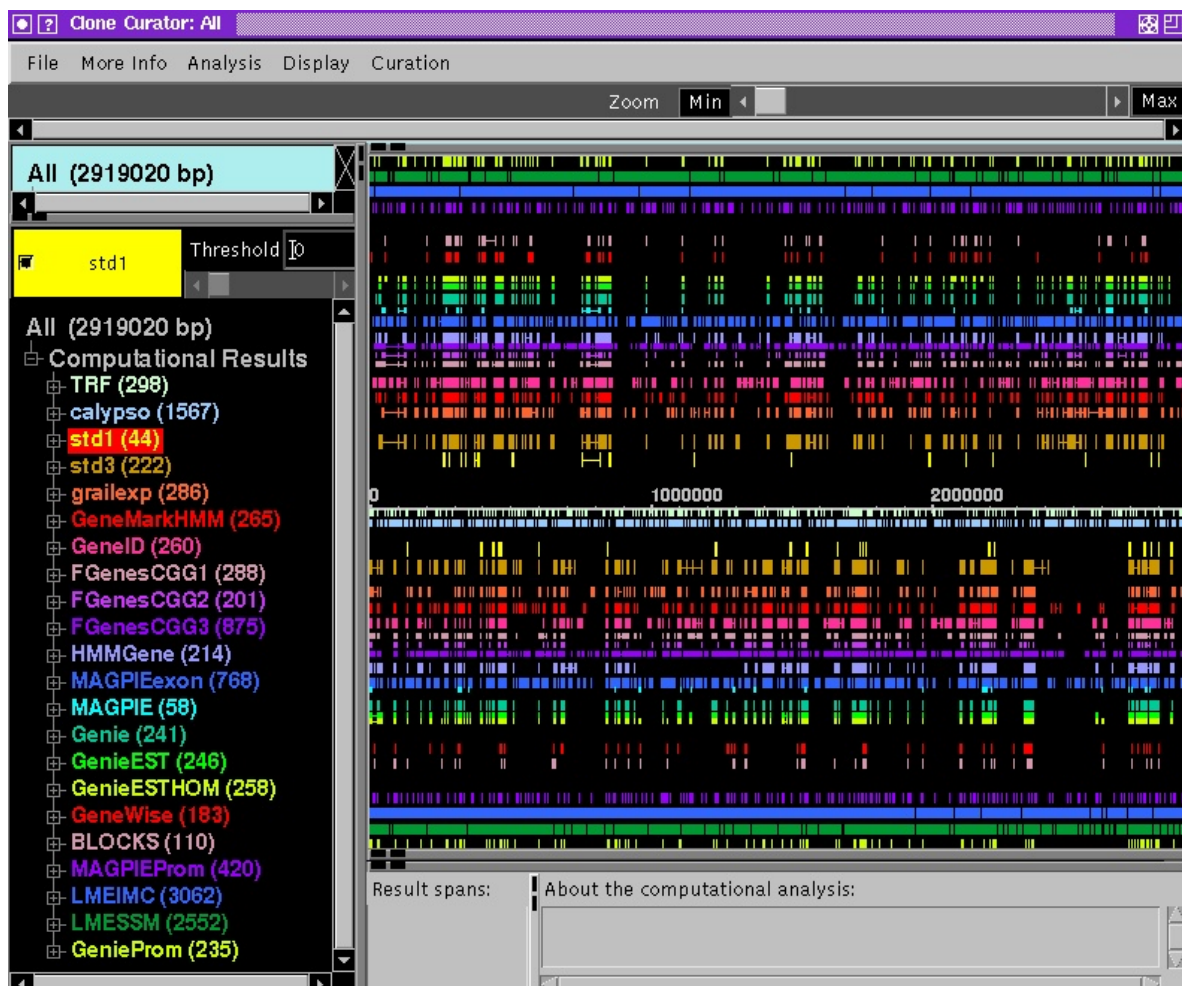 Clone Curator: All
File More Info Analysis Display Curation
Zoom Min Max
All (2919020 bp)
std1 Threshold 0
All (2919020 bp)
Computational Results
TRF (298)
calypso (1567)
std1 (44)
std3 (222)
grailexp (286)
GeneMarkHMM (265)
GeneID (260)
FGenesCGG1 (288)
FGenesCGG2 (201)
FGenesCGG3 (875)
HMMGene (214)
MAGPIEexon (768)
MAGPIE (58)
Genie (241)
GenieEST (246)
GenieESTHOM (258)
GeneWise (183)
BLOCKS (110)
MAGPIEProm (420)
LMEIMC (3062)
LMESSM (2552)
GenieProm (235)
0 1000000 2000000
Result spans:
About the computational analysis: